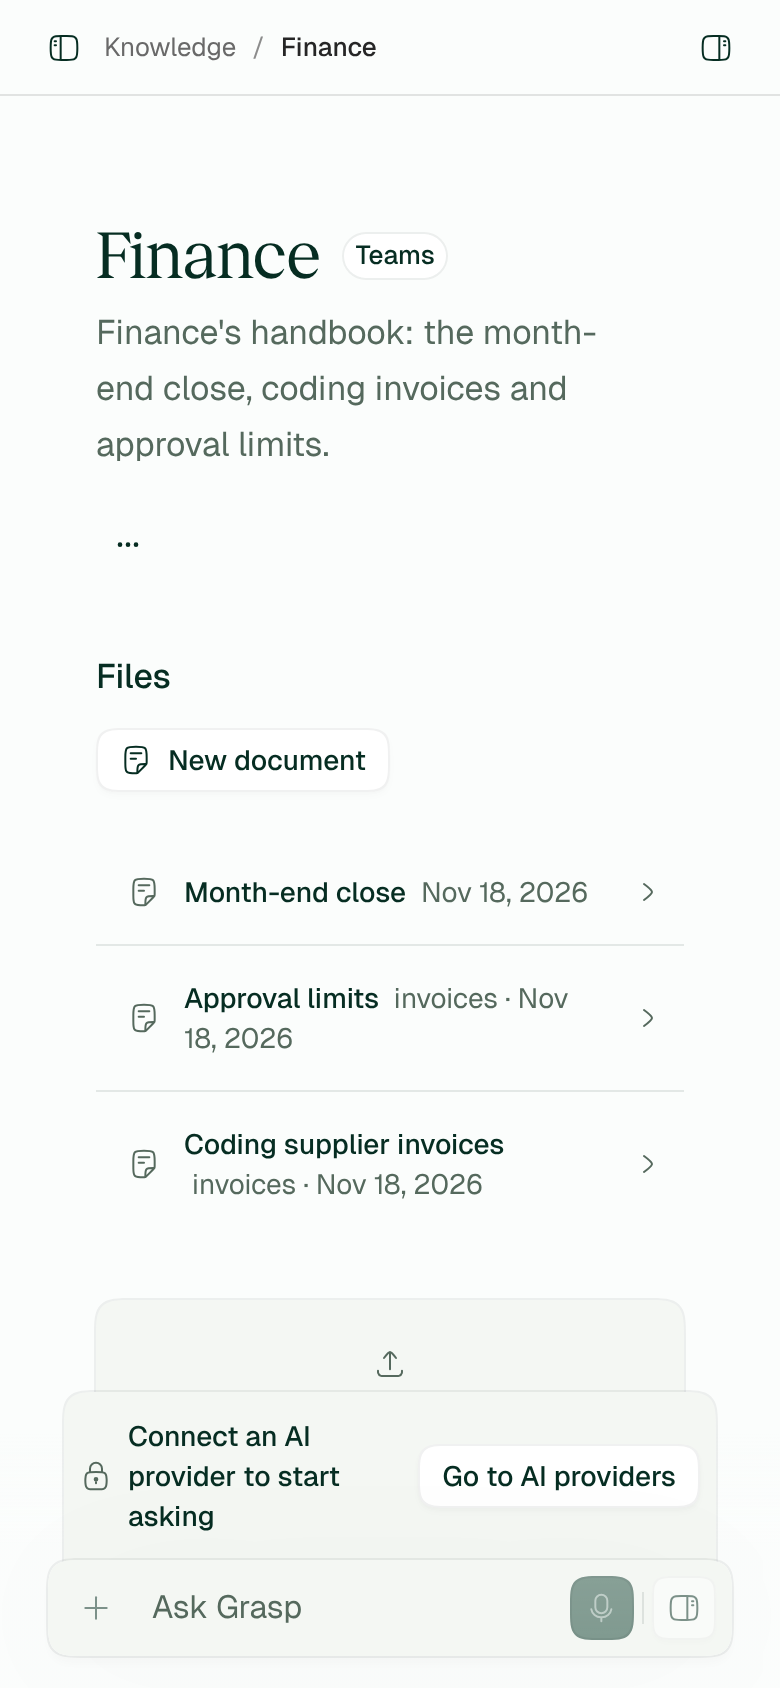 Knowledge / Finance
Finance Teams
Finance's handbook: the month-
end close, coding invoices and
approval limits.
...
Files
New document
Month-end close Nov 18, 2026
Approval limits invoices · Nov
18, 2026
Coding supplier invoices
invoices · Nov 18, 2026
Connect an AI
provider to start
asking
Go to AI providers
Ask Grasp